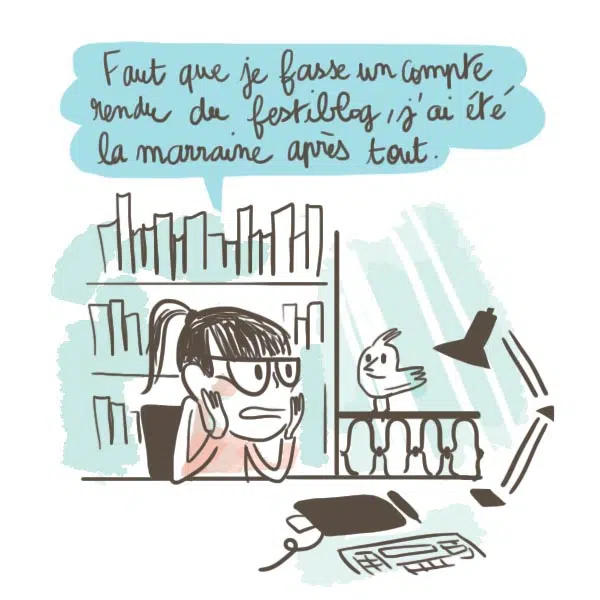 Faut que je fasse un compte
rendu du festiblog, j'ai été
la marraine après tout.